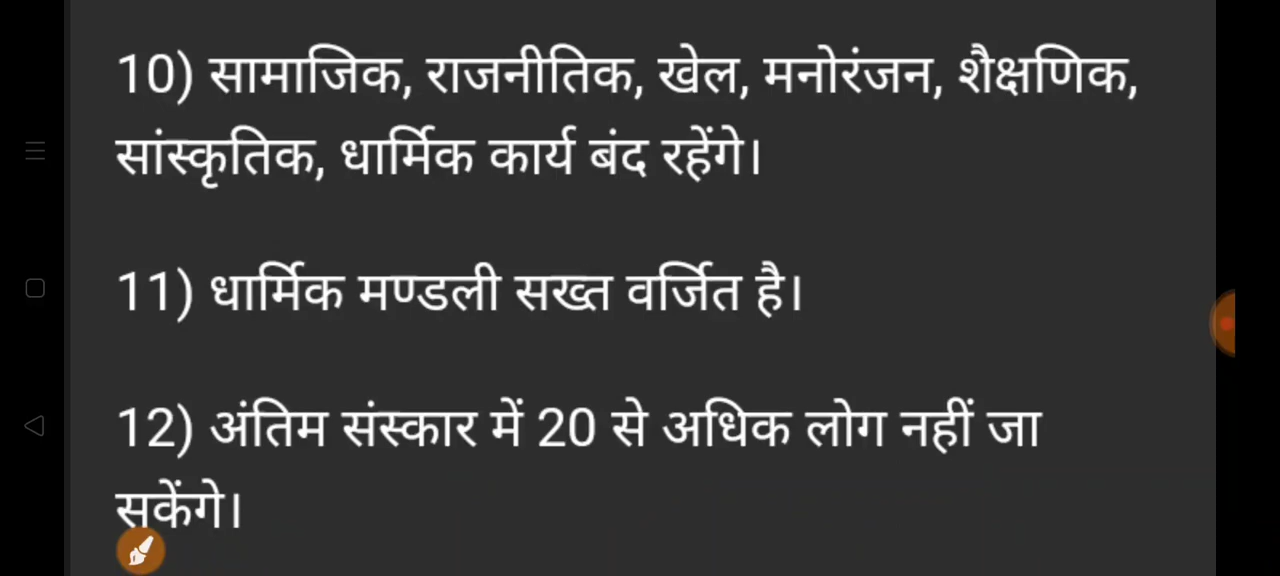 10) सामाजिक, राजनीतिक, खेल, मनोरंजन, शैक्षणिक,
सांस्कृतिक, धार्मिक कार्य बंद रहेंगे।
11) धार्मिक मण्डली सख्त वर्जित है।
12) अंतिम संस्कार में 20 से अधिक लोग नहीं जा
सकेंगे।